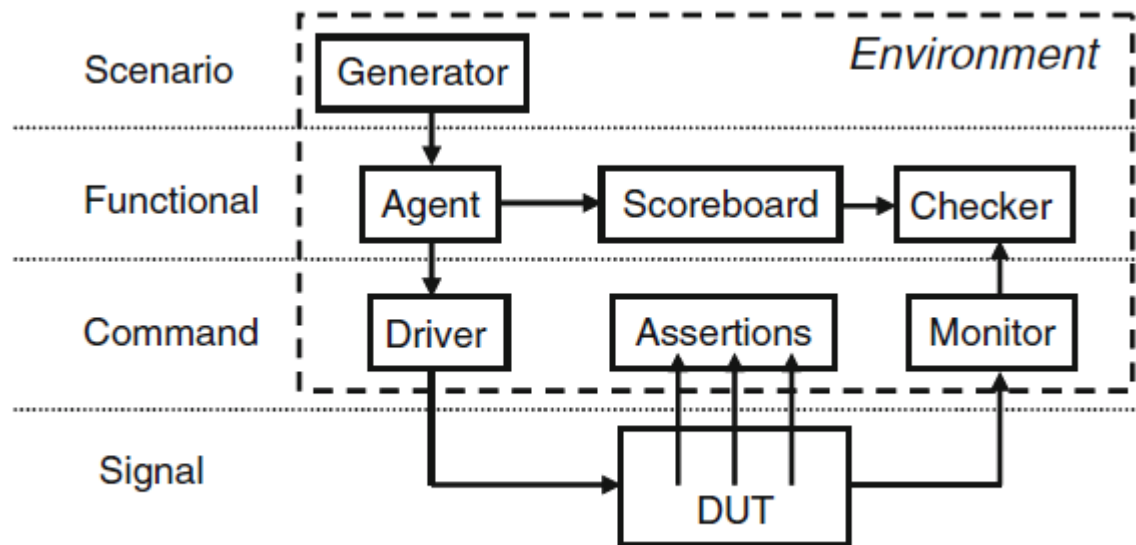 Environment
Scenario
Generator
Functional
Agent
Scoreboard
Checker
Command
Driver
Assertions
Monitor
Signal
DUT